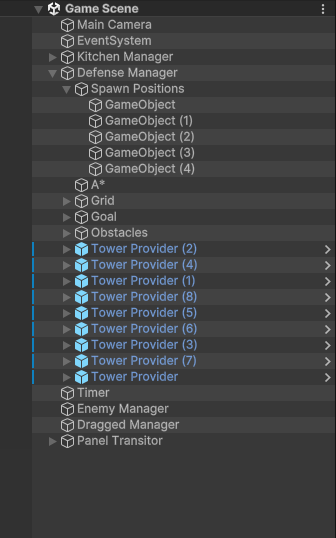 Game Scene
Main Camera
EventSystem
Kitchen Manager
Defense Manager
Spawn Positions
GameObject
GameObject (1)
GameObject (2)
GameObject (3)
GameObject (4)
A*
Grid
Goal
Obstacles
Tower Provider (2)
Tower Provider (4)
Tower Provider (1)
Tower Provider (8)
Tower Provider (5)
Tower Provider (6)
Tower Provider (3)
Tower Provider (7)
Tower Provider
Timer
Enemy Manager
Dragged Manager
Panel Transitor